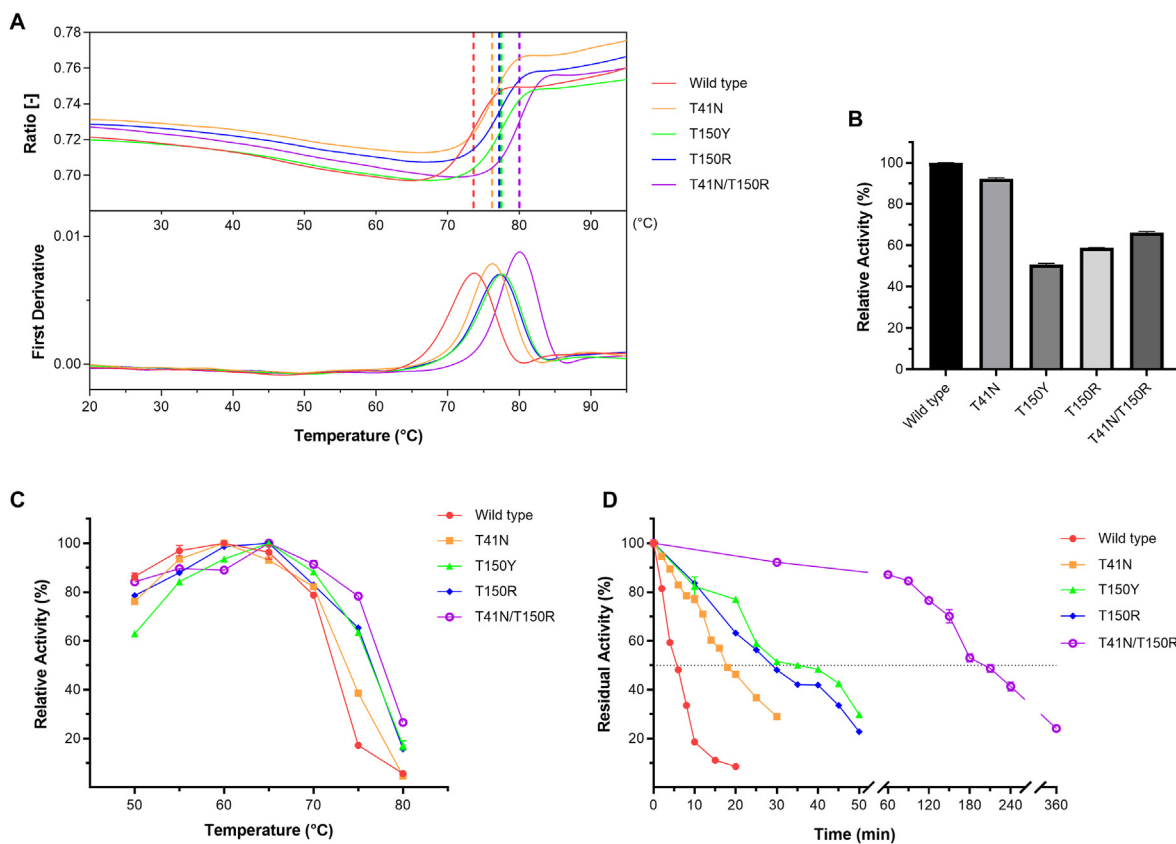 A
0.78
0.76
0.74
0.72
0.70
Ratio [-]
30 40 50 60 70 80 90 (°C)
0.01
0.00
First Derivative
20 30 40 50 60 70 80 90
Temperature (°C)
Wild type
T41N
T150Y
T150R
T41N/T150R
B
Relative Activity (%)
100
80
60
40
20
0
Wild type
T41N
T150Y
T150R
T41N/T150R
C
Relative Activity (%)
100
80
60
40
20
50 60 70 80
Temperature (°C)
Wild type
T41N
T150Y
T150R
T41N/T150R
D
Residual Activity (%)
100
80
60
40
20
0 10 20 30 40 50 60 120 180 240 360
Time (min)
Wild type
T41N
T150Y
T150R
T41N/T150R